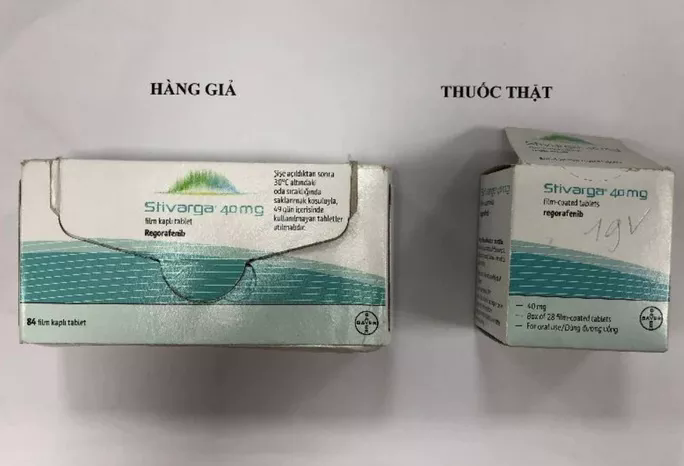 HÀNG GIẢ
THUỐC THẬT
Stivarga® 40 mg
film kaplı tablet
Regorafenib
Şişe açıldıktan sonra
30°C altındaki
oda sıcaklığında
saklanmak koşuluyla,
49 gün içerisinde
kullanılmayan tabletler
atılmalıdır.
84 film kaplı tablet
BAYER
Stivarga® 40 mg
film-coated tablets
regorafenib
19V
— 40 mg
— Box of 28 film-coated tablets
— For oral use/Dùng đường uống
BAYER